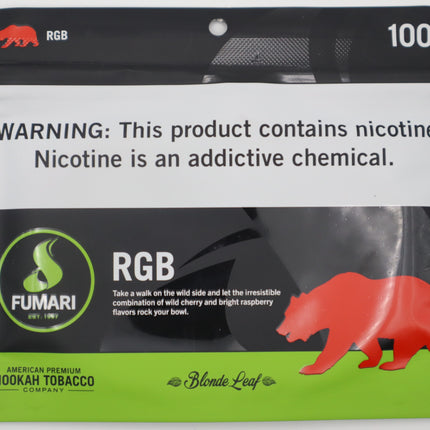 RGB
100
WARNING: This product contains nicotine
Nicotine is an addictive chemical.
FUMARI
EST. 1997
RGB
Take a walk on the wild side and let the irresistible
combination of wild cherry and bright raspberry
flavors rock your bowl.
AMERICAN PREMIUM
HOOKAH TOBACCO
COMPANY
Blonde Leaf